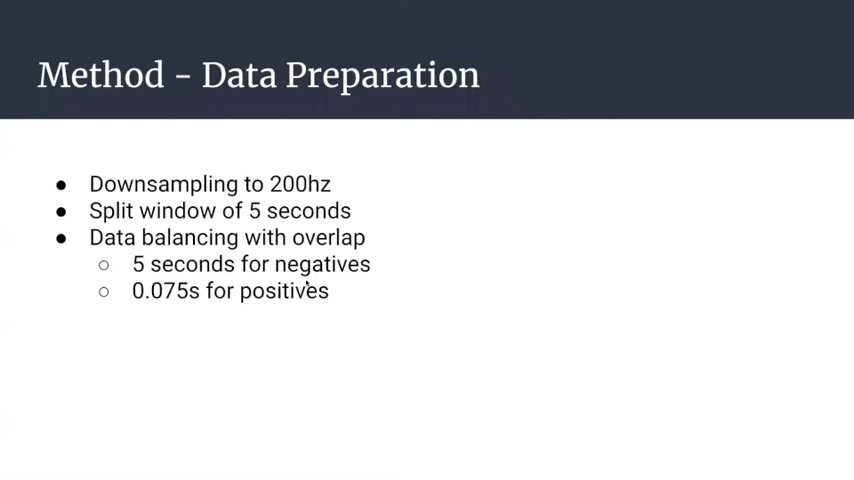 Method - Data Preparation
● Downsampling to 200hz
● Split window of 5 seconds
● Data balancing with overlap
○ 5 seconds for negatives
○ 0.075s for positives